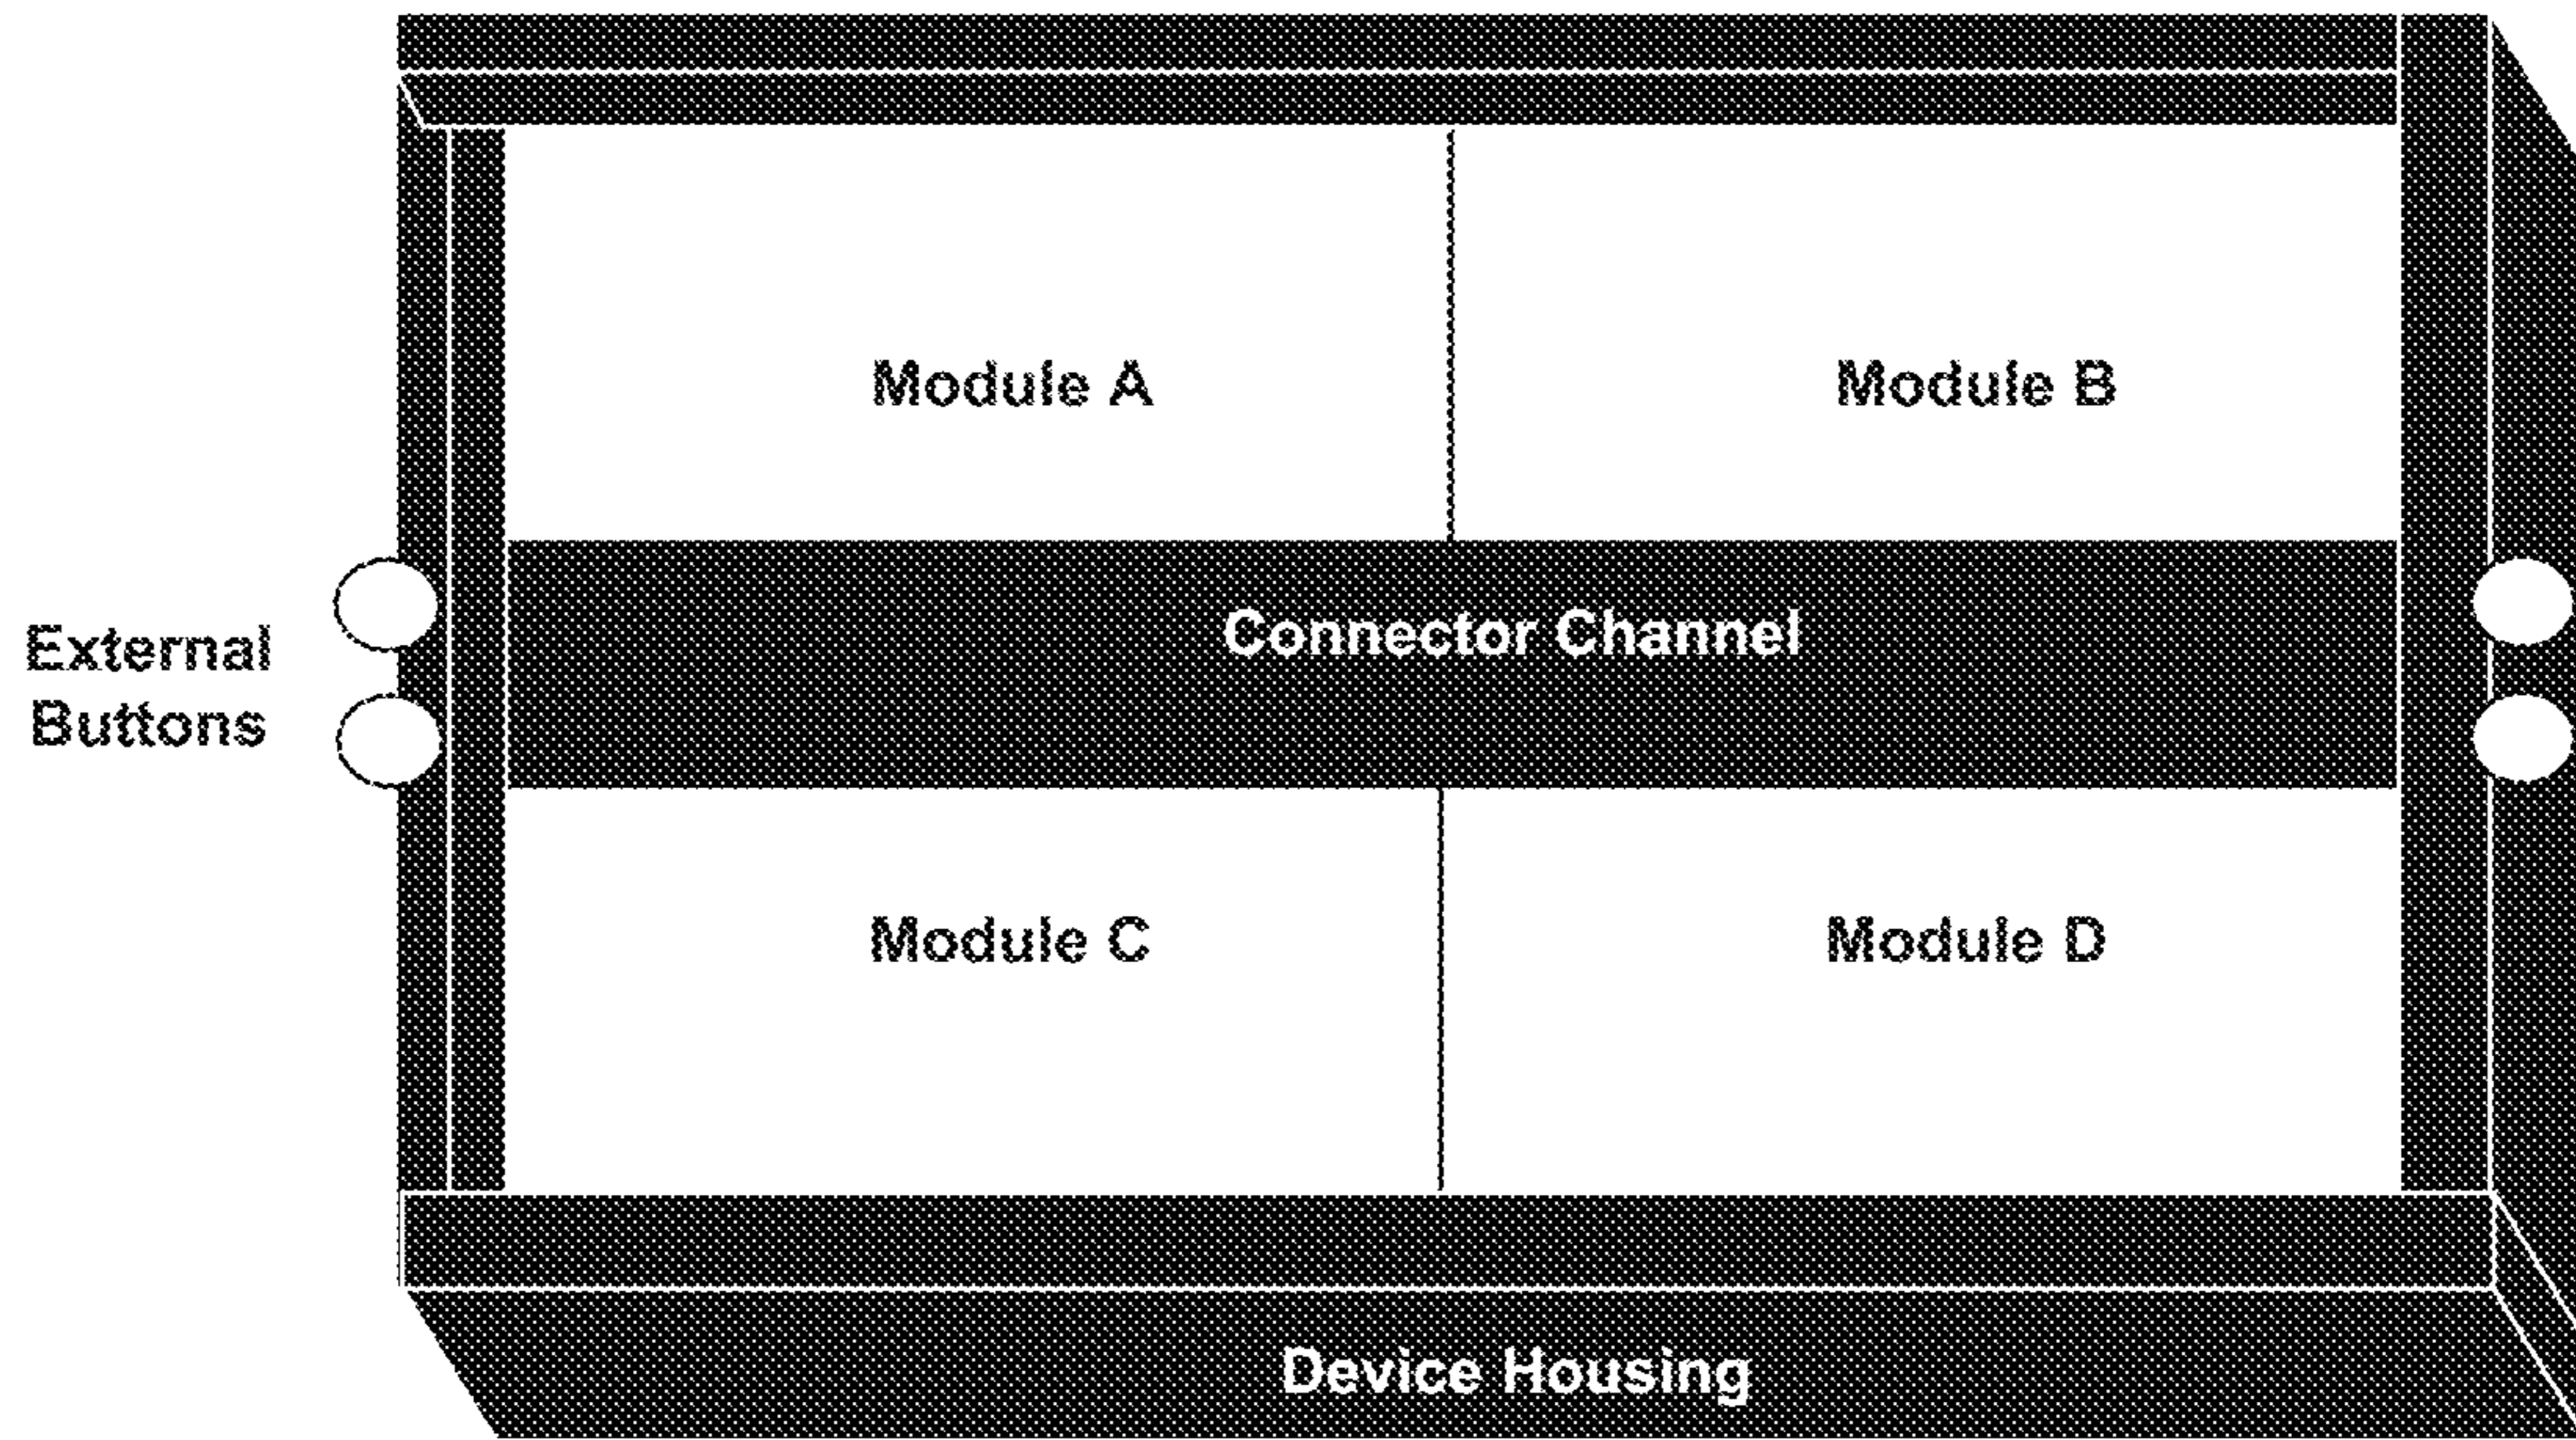 Module A
Module B
Connector Channel
External
Buttons
Module C
Module D
Device Housing